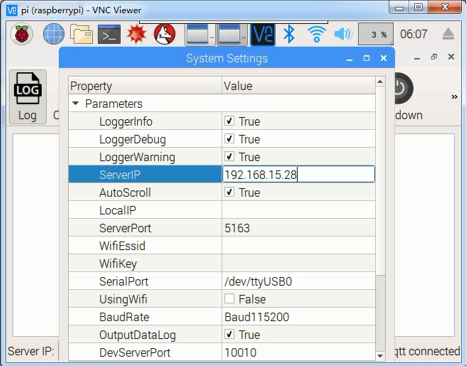 pi (raspberrypi) - VNC Viewer
3 %
06:07
System Settings
LOG
Log
down
Property Value
Parameters
LoggerInfo True
LoggerDebug True
LoggerWarning True
ServerIP 192.168.15.28
AutoScroll True
LocalIP
ServerPort 5163
WifiEssid
WifiKey
SerialPort /dev/ttyUSB0
UsingWifi False
BaudRate Baud115200
OutputDataLog True
DevServerPort 10010
Server IP:
qtt connected